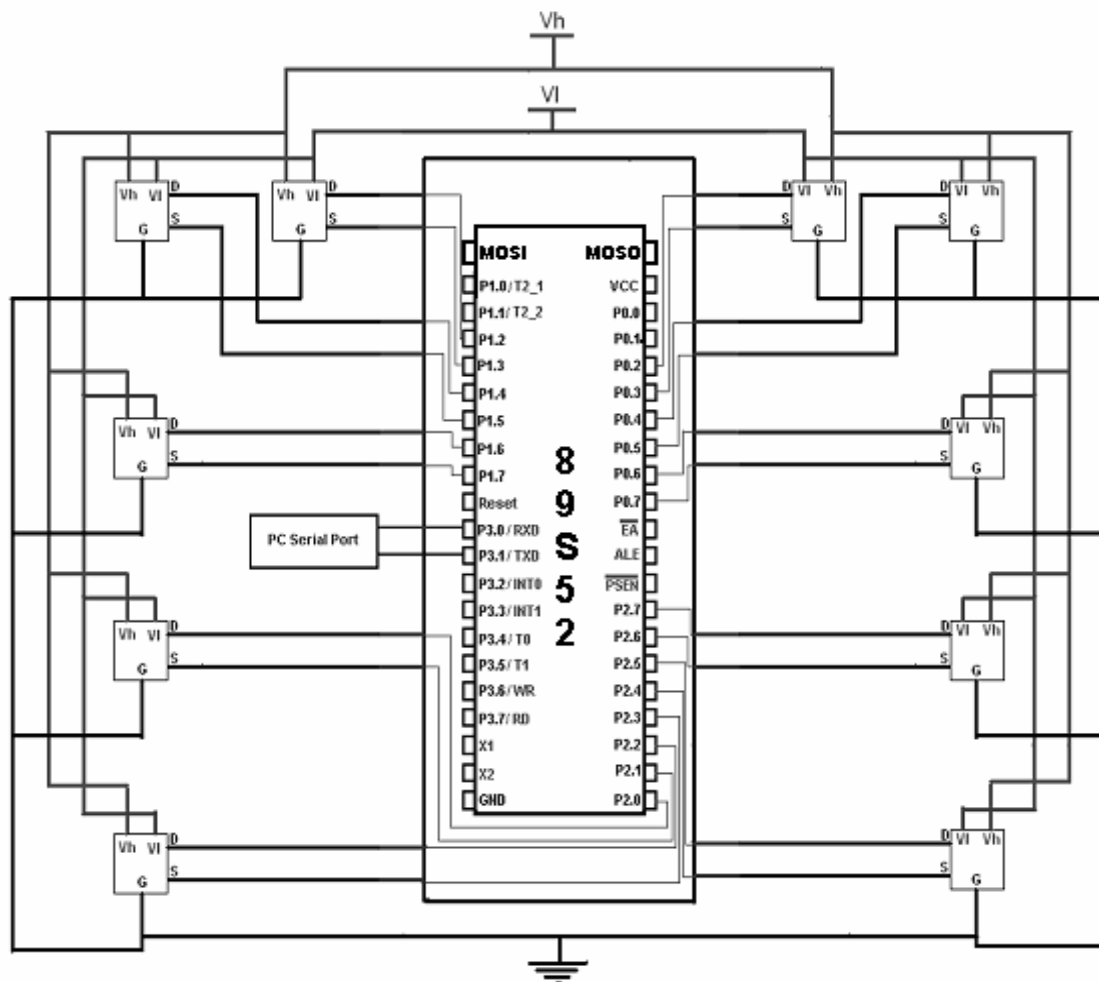 Vh
Vl
Vh Vl D
S
G
Vh Vl D
S
G
D Vl Vh
S
G
D Vl Vh
S
G
MOSI MOSO
P1.0/T2_1 VCC
P1.1/T2_2 P0.0
P1.2 P0.1
P1.3 P0.2
P1.4 P0.3
P1.5 P0.4
P1.6 P0.5
P1.7 P0.6
Reset P0.7
P3.0/RXD EA
P3.1/TXD ALE
P3.2/INT0 PSEN
P3.3/INT1 P2.7
P3.4/T0 P2.6
P3.5/T1 P2.5
P3.6/WR P2.4
P3.7/RD P2.3
X1 P2.2
X2 P2.1
GND P2.0
8
9
S
5
2
Vh Vl D
S
G
D Vl Vh
S
G
PC Serial Port
Vh Vl D
S
G
D Vl Vh
S
G
Vh Vl D
S
G
D Vl Vh
S
G